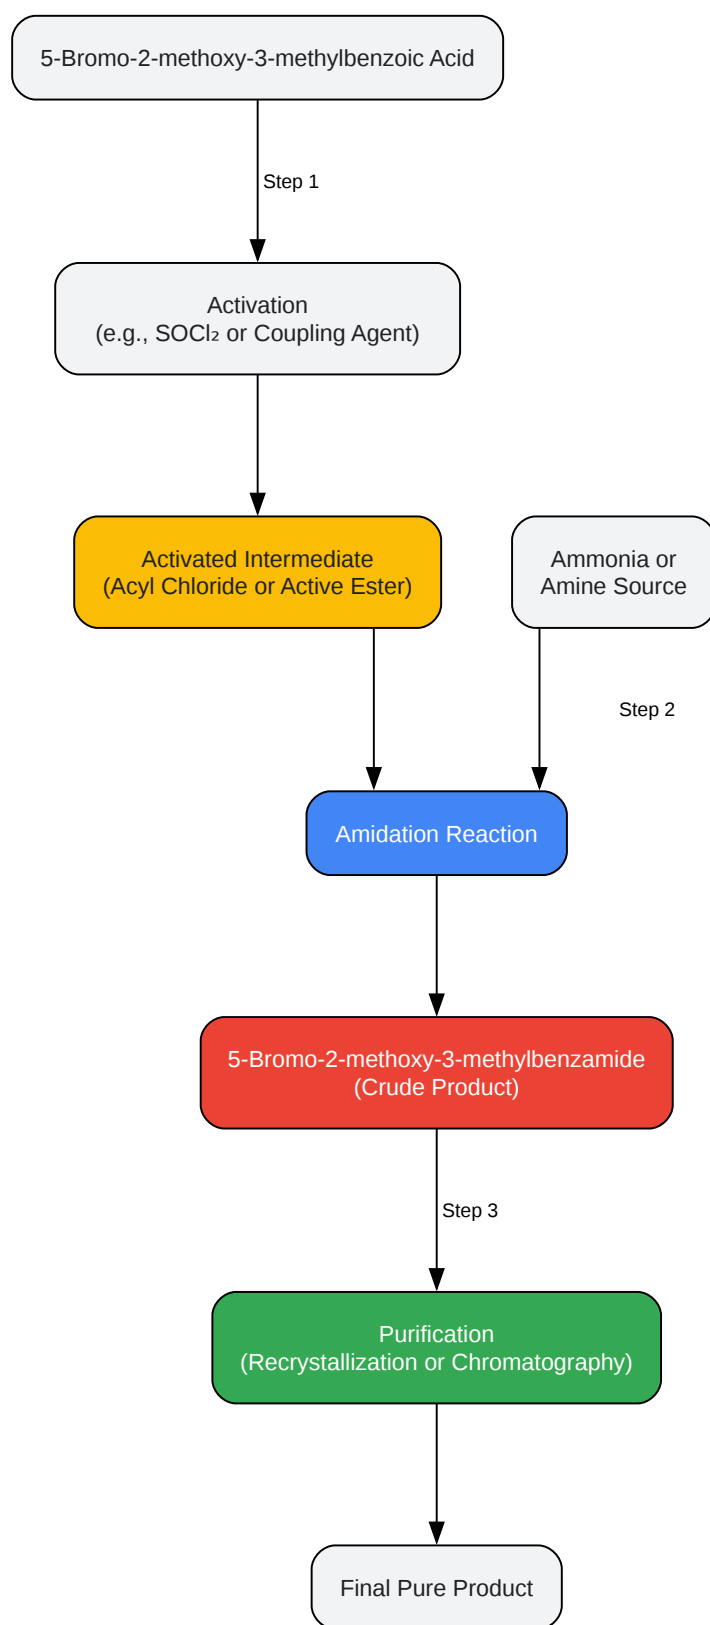 5-Bromo-2-methoxy-3-methylbenzoic Acid
Step 1
Activation
(e.g., SOCl₂ or Coupling Agent)
Activated Intermediate
(Acyl Chloride or Active Ester)
Ammonia or
Amine Source
Step 2
Amidation Reaction
5-Bromo-2-methoxy-3-methylbenzamide
(Crude Product)
Step 3
Purification
(Recrystallization or Chromatography)
Final Pure Product